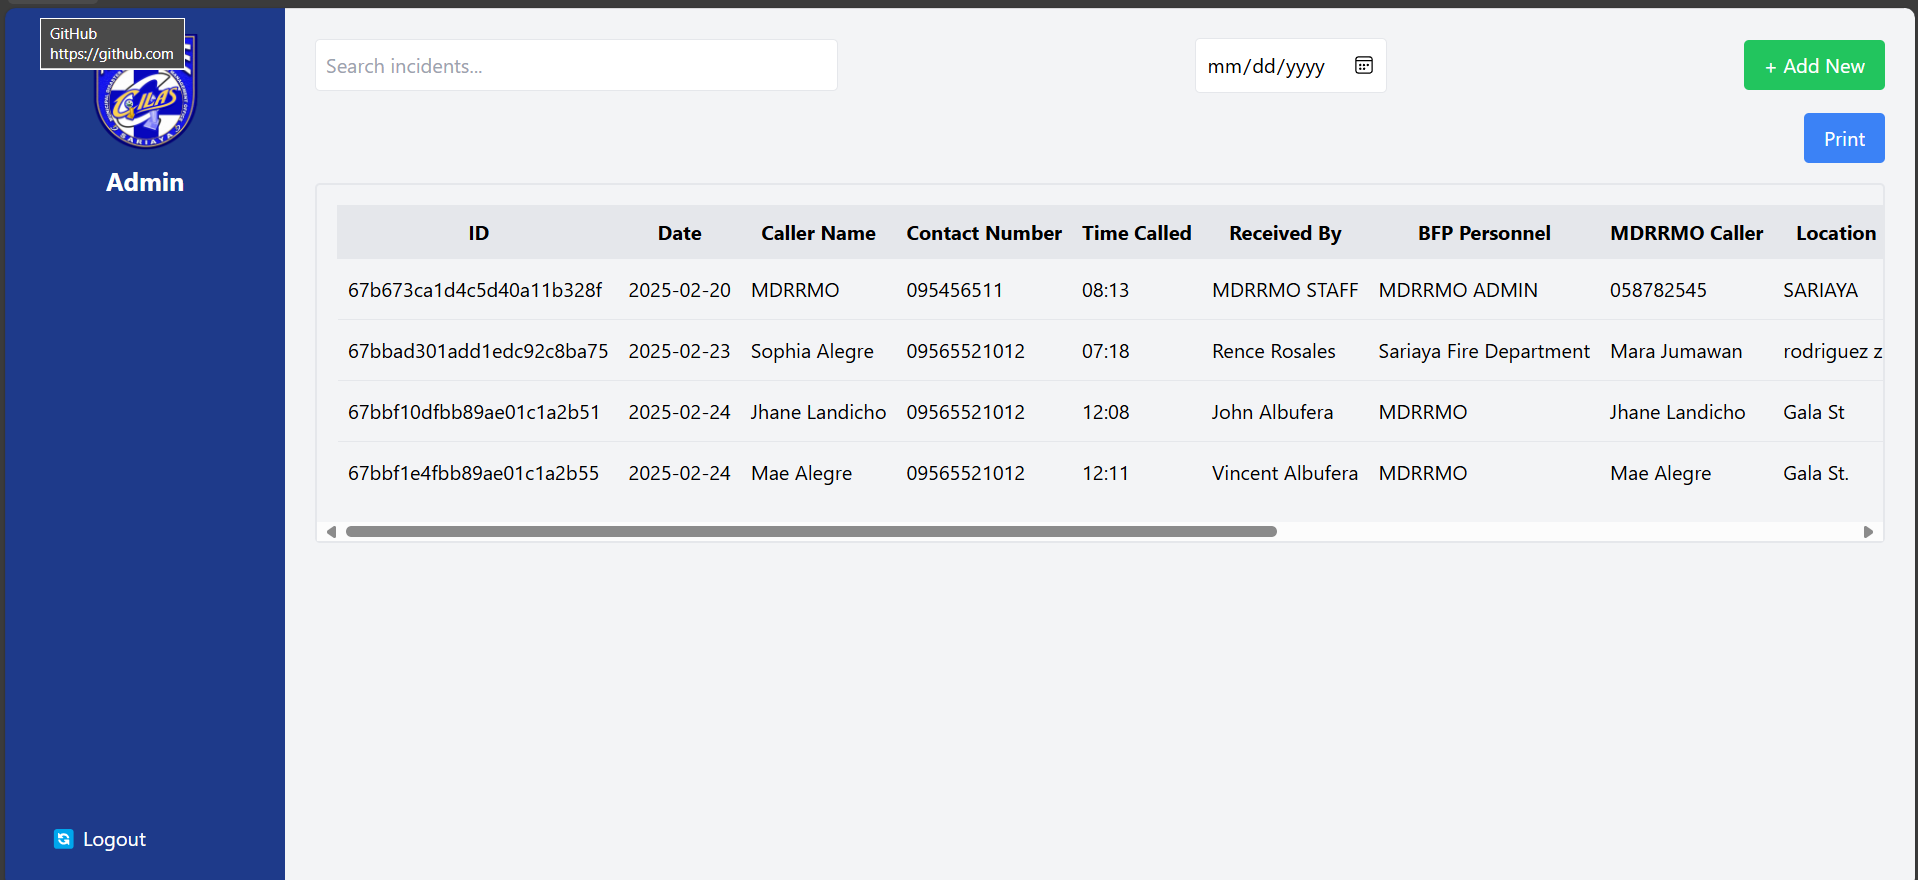 GitHub
https://github.com
GILAS
SARIAYA
Admin
Logout
Search incidents...
mm/dd/yyyy
+ Add New
Print
ID Date Caller Name Contact Number Time Called Received By BFP Personnel MDRRMO Caller Location
67b673ca1d4c5d40a11b328f 2025-02-20 MDRRMO 095456511 08:13 MDRRMO STAFF MDRRMO ADMIN 058782545 SARIAYA
67bbad301add1edc92c8ba75 2025-02-23 Sophia Alegre 09565521012 07:18 Rence Rosales Sariaya Fire Department Mara Jumawan rodriguez z
67bbf10dfbb89ae01c1a2b51 2025-02-24 Jhane Landicho 09565521012 12:08 John Albufera MDRRMO Jhane Landicho Gala St
67bbf1e4fbb89ae01c1a2b55 2025-02-24 Mae Alegre 09565521012 12:11 Vincent Albufera MDRRMO Mae Alegre Gala St.